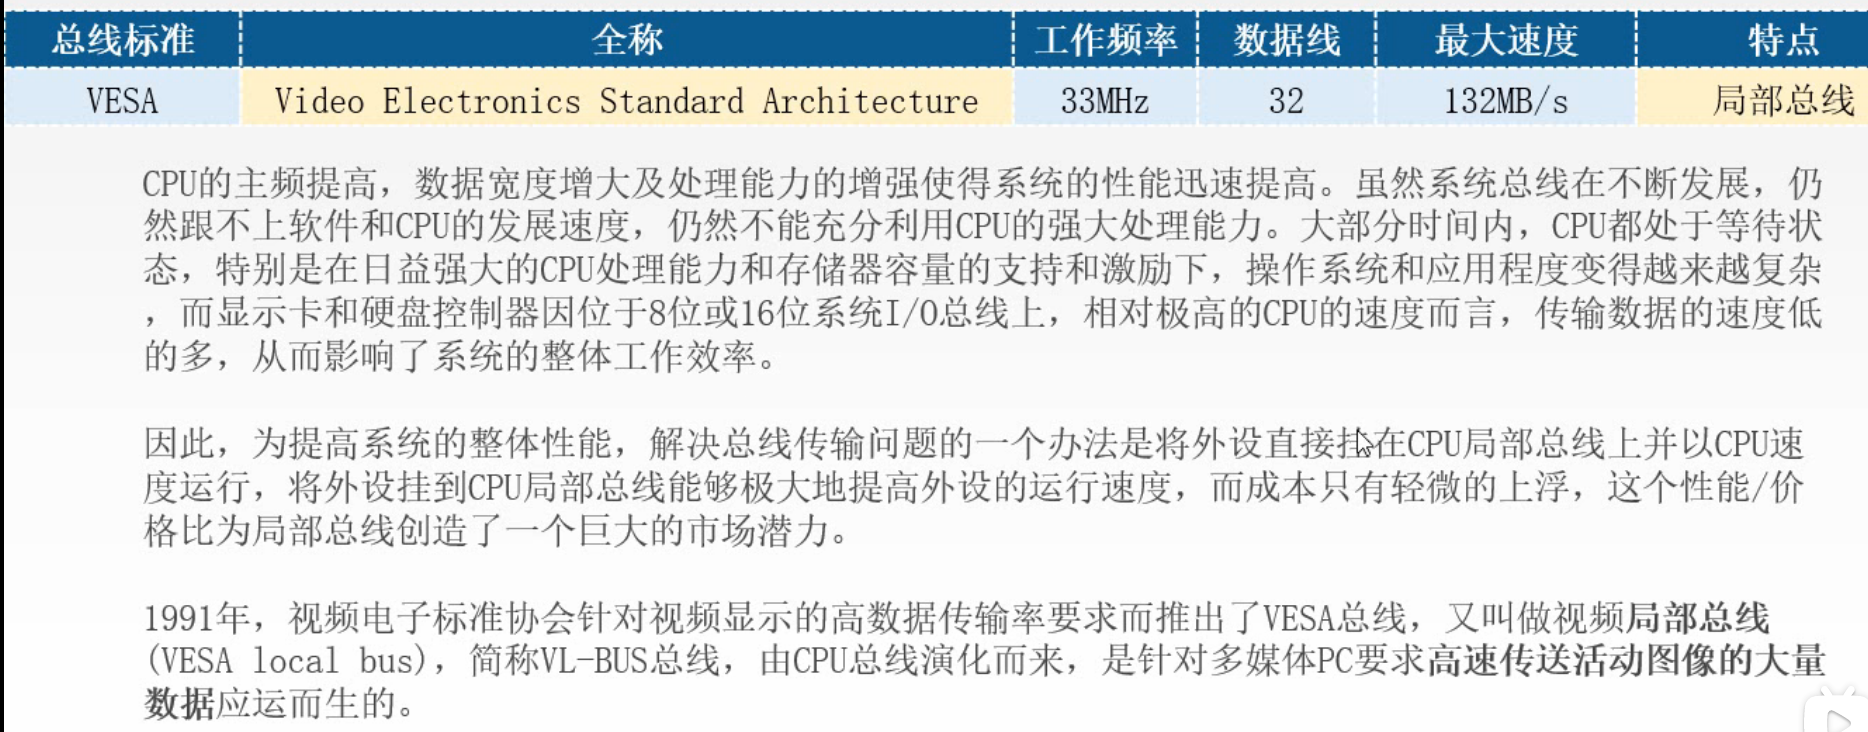 总线标准 全称 工作频率 数据线 最大速度 特点
VESA Video Electronics Standard Architecture 33MHz 32 132MB/s 局部总线
CPU的主频提高，数据宽度增大及处理能力的增强使得系统的性能迅速提高。虽然系统总线在不断发展，仍
然跟不上软件和CPU的发展速度，仍然不能充分利用CPU的强大处理能力。大部分时间内，CPU都处于等待状
态，特别是在日益强大的CPU处理能力和存储器容量的支持和激励下，操作系统和应用程度变得越来越复杂
，而显示卡和硬盘控制器因位于8位或16位系统I/O总线上，相对极高的CPU的速度而言，传输数据的速度低
的多，从而影响了系统的整体工作效率。
因此，为提高系统的整体性能，解决总线传输问题的一个办法是将外设直接挂在CPU局部总线上并以CPU速
度运行，将外设挂到CPU局部总线能够极大地提高外设的运行速度，而成本只有轻微的上浮，这个性能/价
格比为局部总线创造了一个巨大的市场潜力。
1991年，视频电子标准协会针对视频显示的高数据传输率要求而推出了VESA总线，又叫做视频局部总线
(VESA local bus)，简称VL-BUS总线，由CPU总线演化而来，是针对多媒体PC要求高速传送活动图像的大量
数据应运而生的。